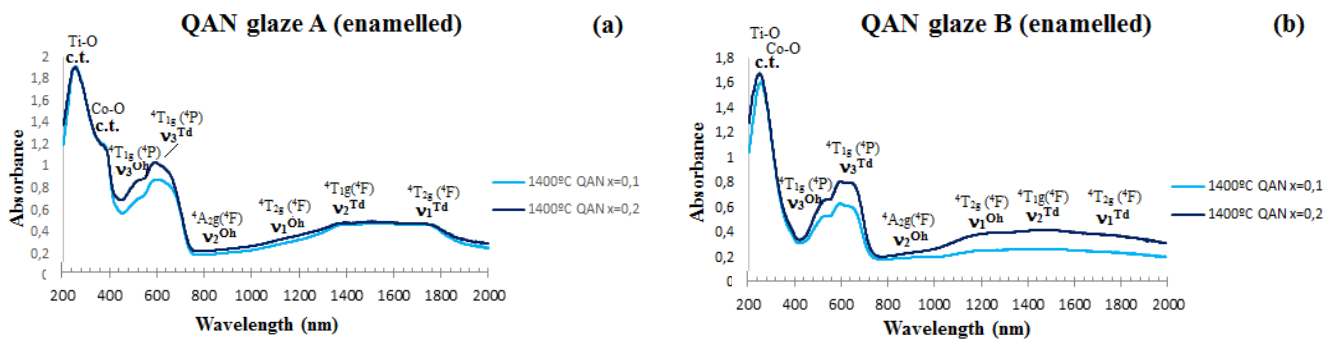 QAN glaze A (enamelled)
(a)
Ti-O
c.t.
Co-O
c.t.
⁴T₁g (⁴P)
ν₃ᴼʰ
⁴T₁g (⁴P)
ν₃ᵀᵈ
⁴A₂g(⁴F)
ν₂ᴼʰ
⁴T₂g (⁴F)
ν₁ᴼʰ
⁴T₁g(⁴F)
ν₂ᵀᵈ
⁴T₂g (⁴F)
ν₁ᵀᵈ
Absorbance
2
1,8
1,6
1,4
1,2
1
0,8
0,6
0,4
0,2
0
200 400 600 800 1000 1200 1400 1600 1800 2000
Wavelength (nm)
1400ºC QAN x=0,1
1400ºC QAN x=0,2
QAN glaze B (enamelled)
(b)
Ti-O
Co-O
c.t.
⁴T₁g (⁴P)
ν₃ᴼʰ
⁴T₁g (⁴P)
ν₃ᵀᵈ
⁴A₂g(⁴F)
ν₂ᴼʰ
⁴T₂g (⁴F)
ν₁ᴼʰ
⁴T₁g (⁴F)
ν₂ᵀᵈ
⁴T₂g (⁴F)
ν₁ᵀᵈ
Absorbance
1,8
1,6
1,4
1,2
1
0,8
0,6
0,4
0,2
0
200 400 600 800 1000 1200 1400 1600 1800 2000
Wavelength (nm)
1400ºC QAN x=0,1
1400ºC QAN x=0,2